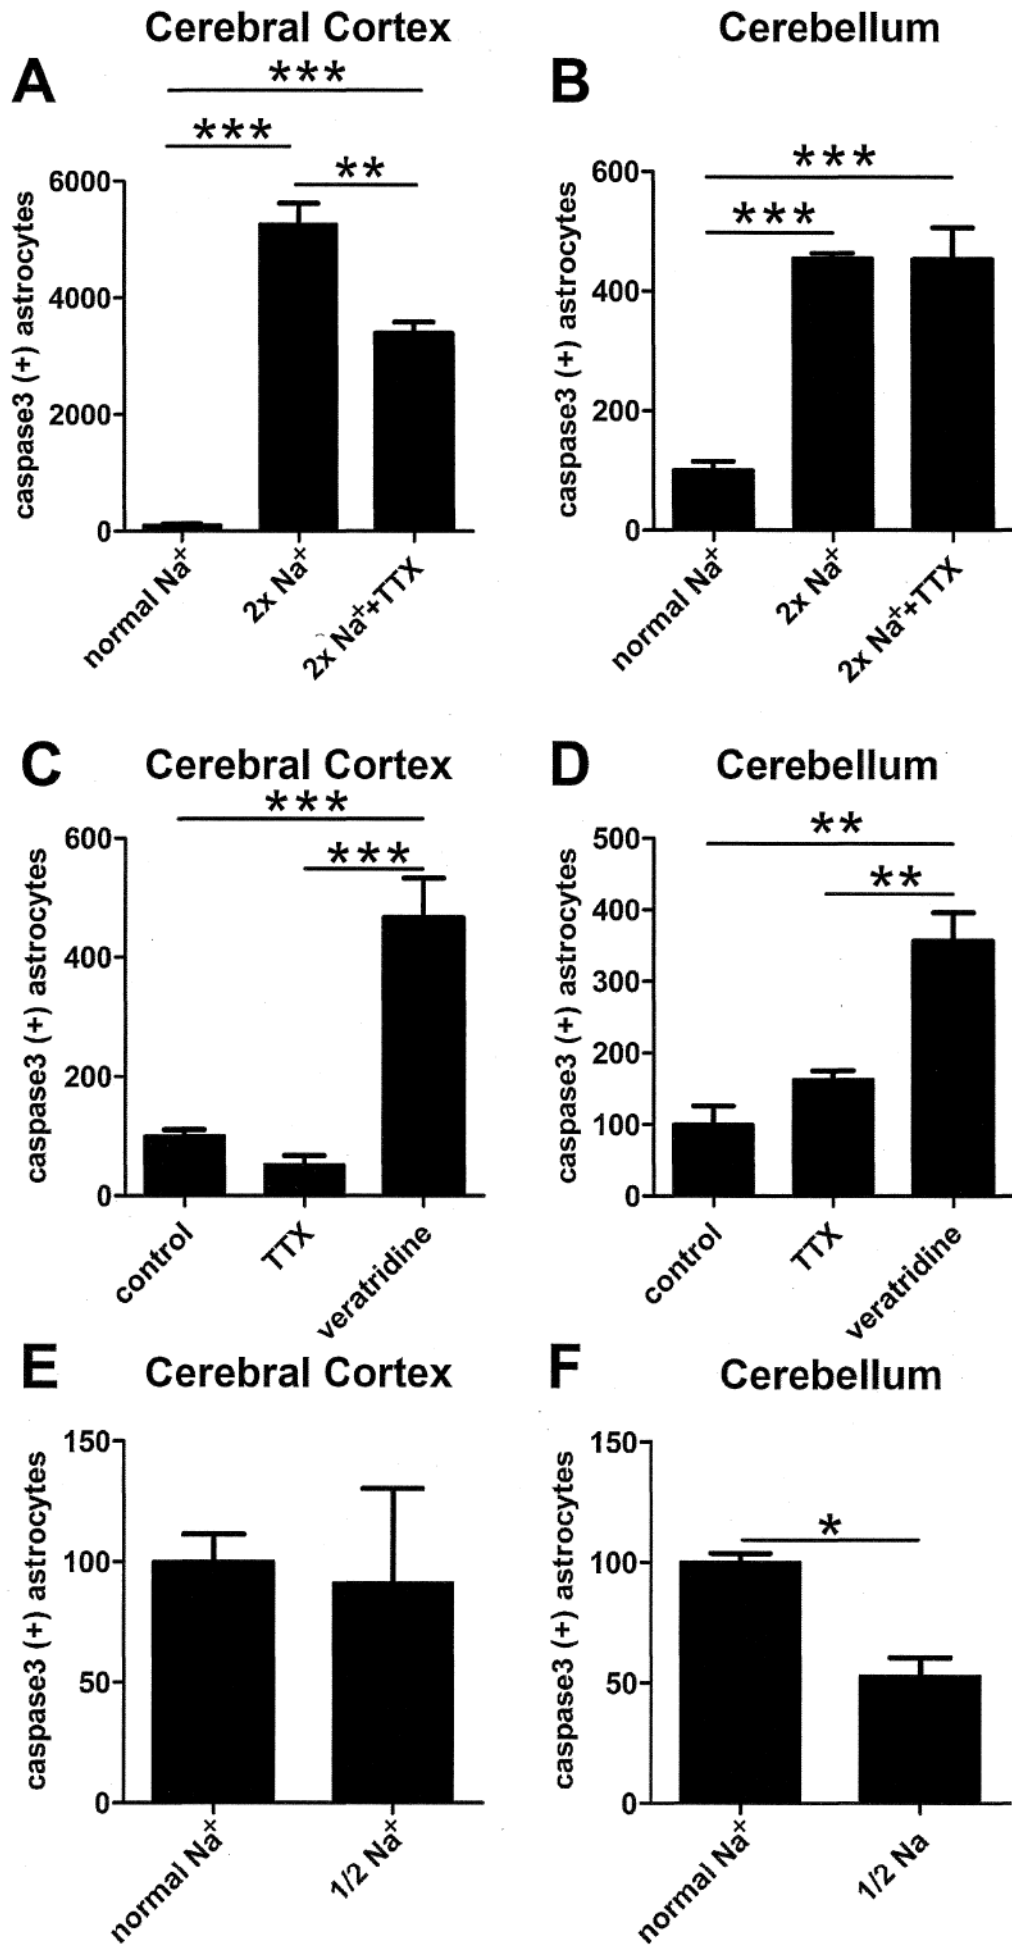 Cerebral Cortex
Cerebellum
A
B
***
***
**
***
***
caspase3 (+) astrocytes
6000
4000
2000
0
caspase3 (+) astrocytes
600
400
200
0
normal Na⁺
2x Na⁺
2x Na⁺+TTX
normal Na⁺
2x Na⁺
2x Na⁺+TTX
C
Cerebral Cortex
D
Cerebellum
***
***
**
**
caspase3 (+) astrocytes
600
400
200
0
caspase3 (+) astrocytes
500
400
300
200
100
0
control
TTX
veratridine
control
TTX
veratridine
E
Cerebral Cortex
F
Cerebellum
caspase3 (+) astrocytes
150
100
50
0
*
caspase3 (+) astrocytes
150
100
50
0
normal Na⁺
1/2 Na⁺
normal Na⁺
1/2 Na